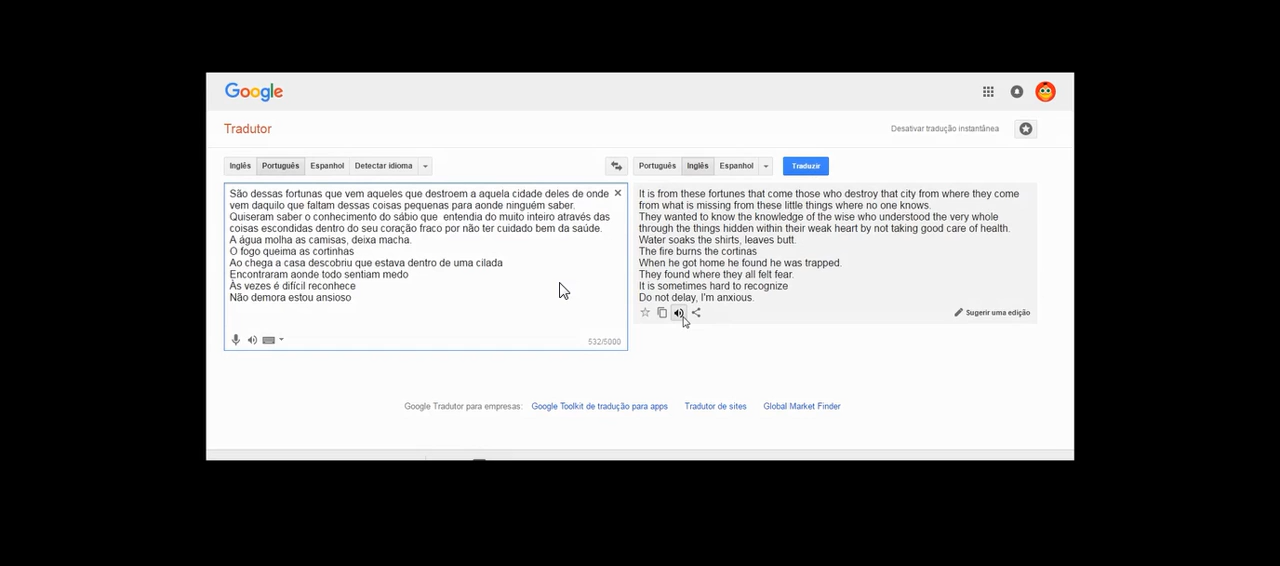 Google
Tradutor
Desativar tradução instantânea
Inglês Português Espanhol Detectar idioma
Português Inglês Espanhol Traduzir
São dessas fortunas que vem aqueles que destroem a aquela cidade deles de onde
vem daquilo que faltam dessas coisas pequenas para aonde ninguém saber.
Quiseram saber o conhecimento do sábio que entendia do muito inteiro através das
coisas escondidas dentro do seu coração fraco por não ter cuidado bem da saúde.
A água molha as camisas, deixa macha.
O fogo queima as cortinhas
Ao chega a casa descobriu que estava dentro de uma cilada
Encontraram aonde todo sentiam medo
Às vezes é difícil reconhece
Não demora estou ansioso
532/5000
It is from these fortunes that come those who destroy that city from where they come
from what is missing from these little things where no one knows.
They wanted to know the knowledge of the wise who understood the very whole
through the things hidden within their weak heart by not taking good care of health.
Water soaks the shirts, leaves butt.
The fire burns the cortinas
When he got home he found he was trapped.
They found where they all felt fear.
It is sometimes hard to recognize
Do not delay, I'm anxious.
Sugerir uma edição
Google Tradutor para empresas: Google Toolkit de tradução para apps Tradutor de sites Global Market Finder